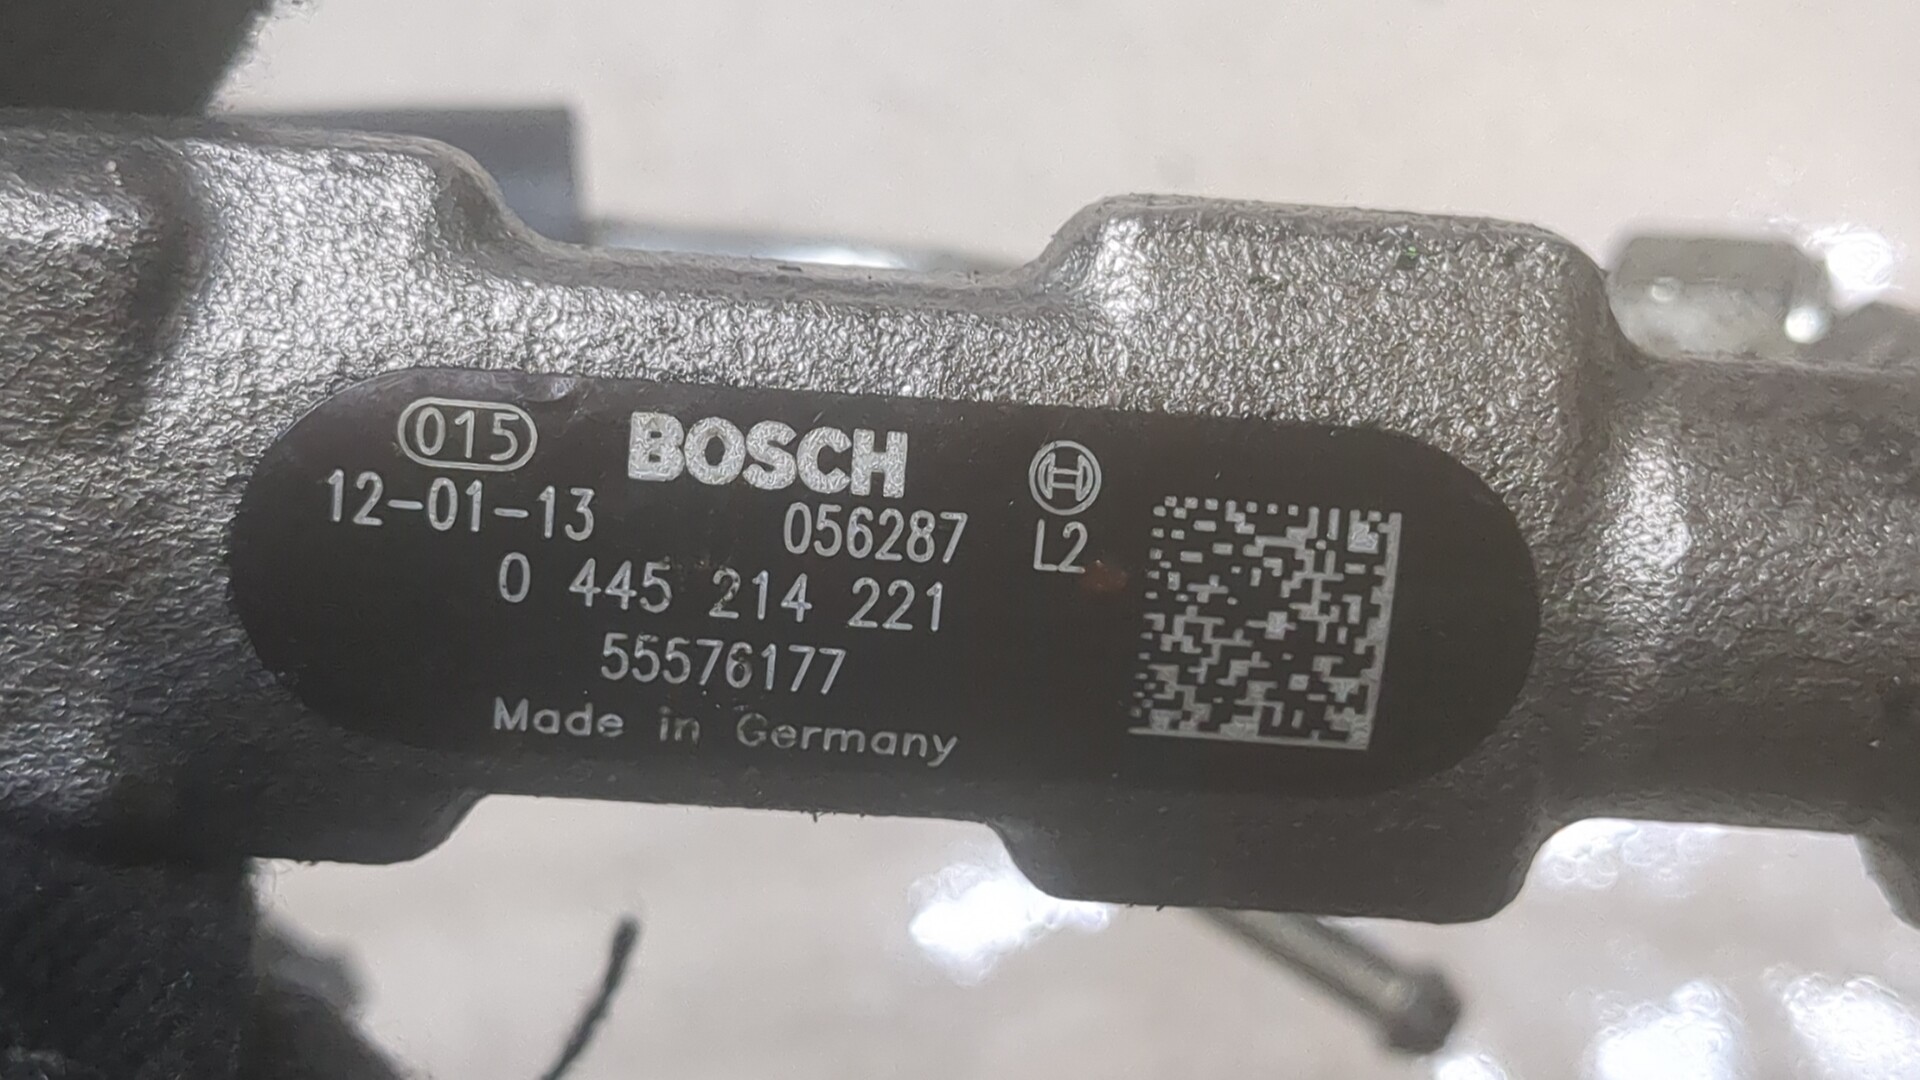 015 BOSCH
12-01-13 056287 L2
0 445 214 221
55576177
Made in Germany